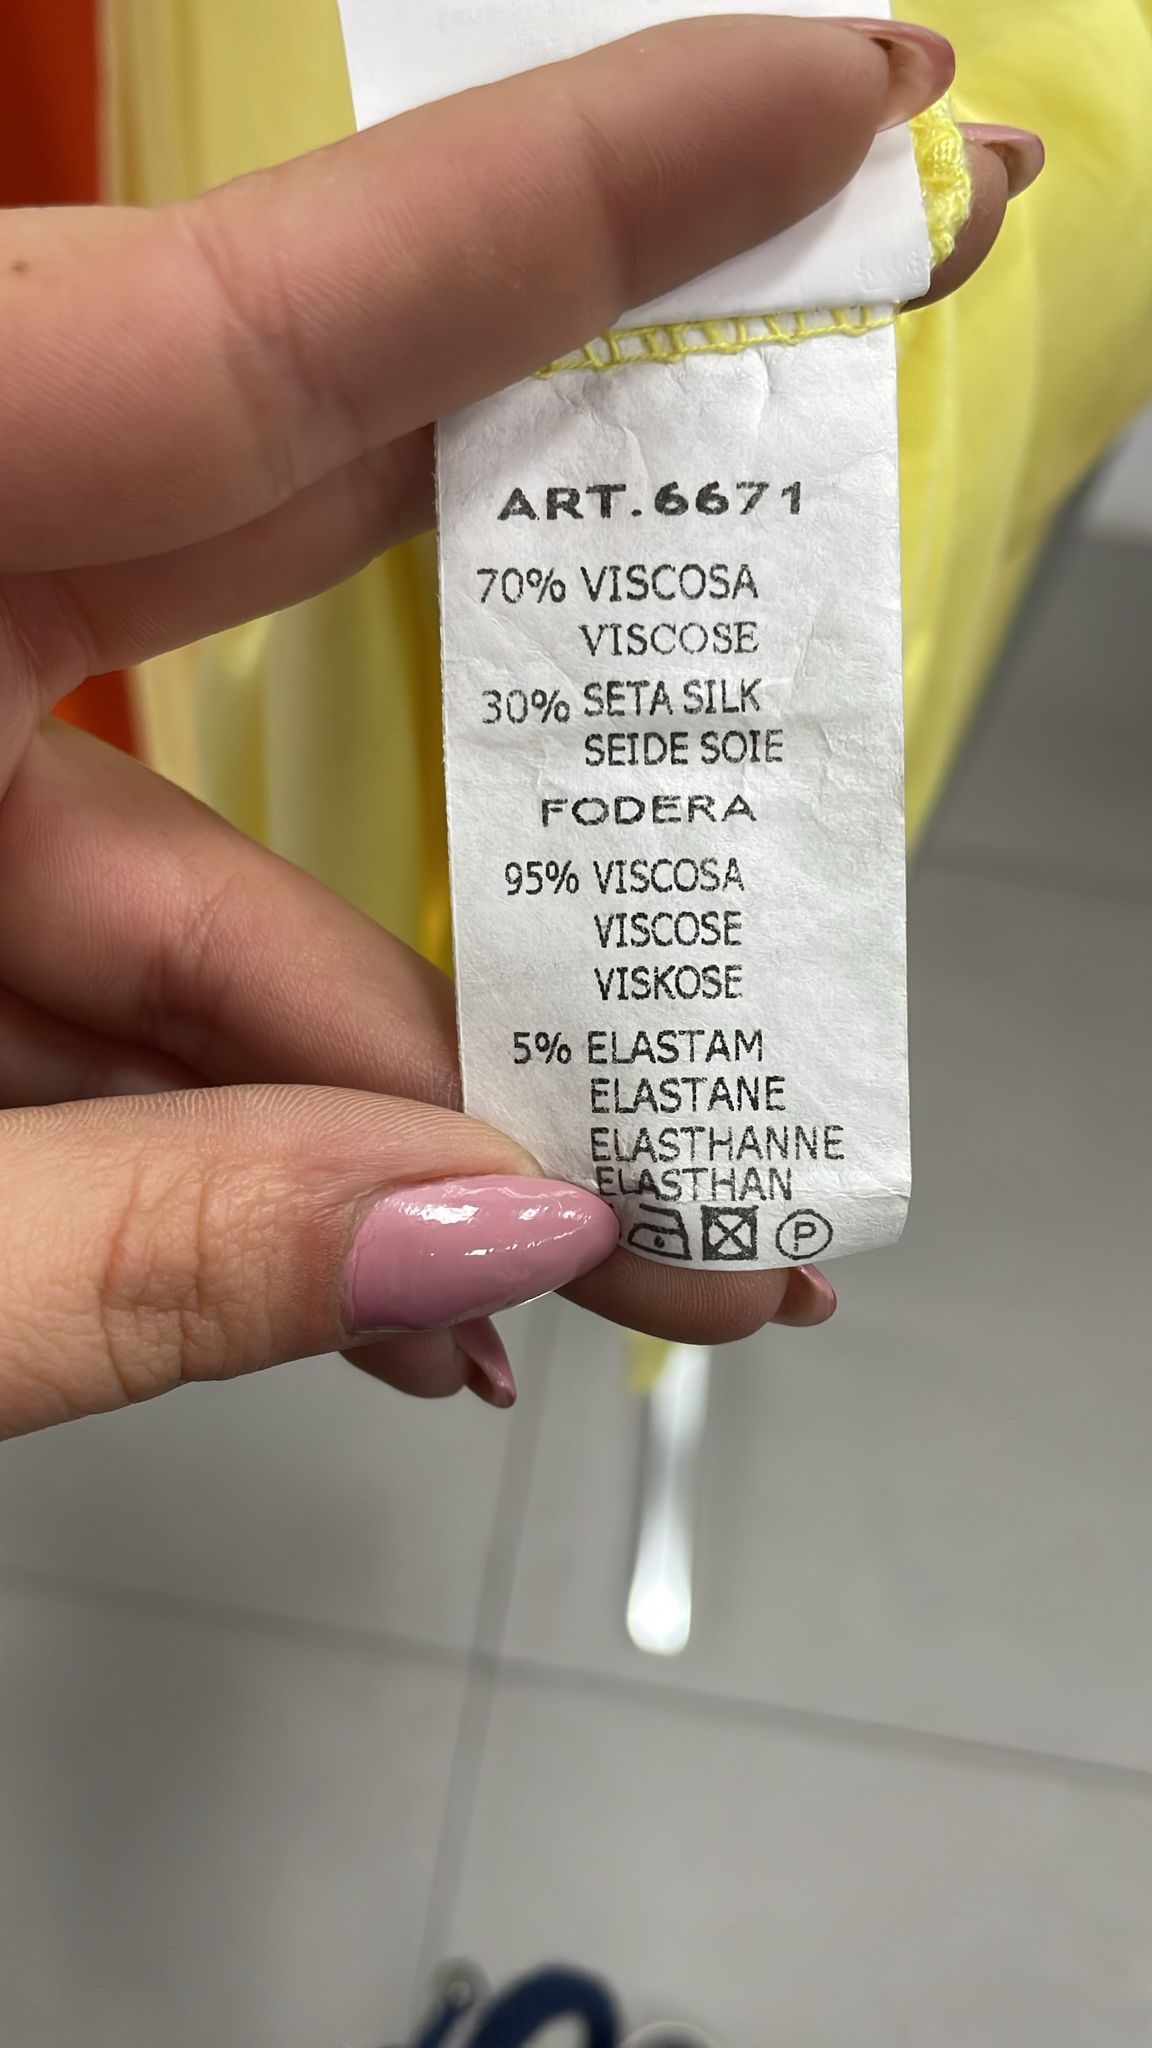 ART.6671
70% VISCOSA
VISCOSE
30% SETA SILK
SEIDE SOIE
FODERA
95% VISCOSA
VISCOSE
VISKOSE
5% ELASTAM
ELASTANE
ELASTHANNE
ELASTHAN
P